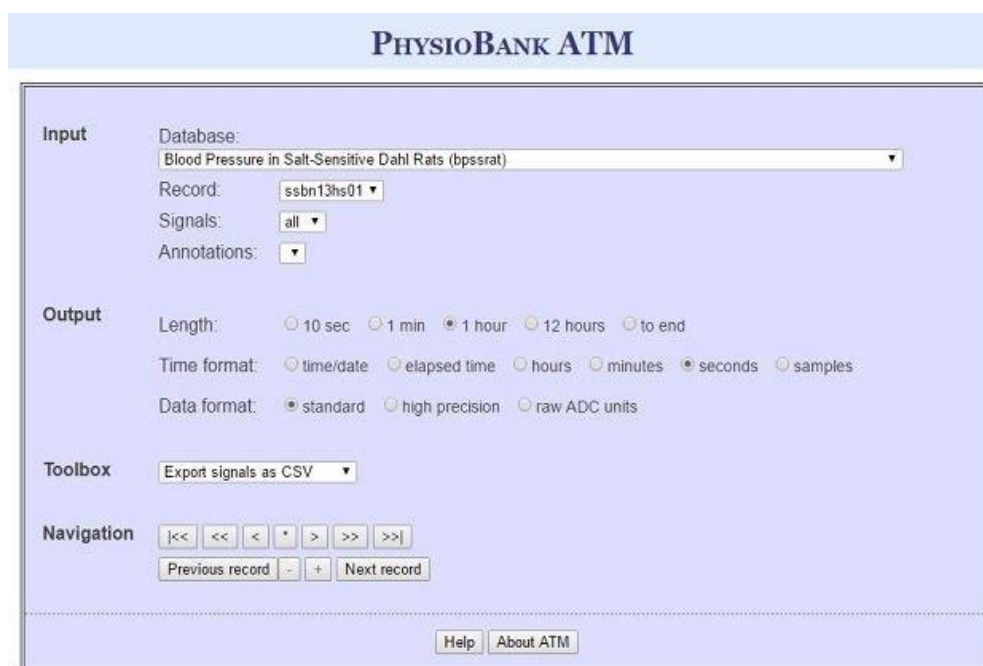 PHYSIOBANK ATM
Input
Database:
Blood Pressure in Salt-Sensitive Dahl Rats (bpssrat)
Record: ssbn13hs01
Signals: all
Annotations:
Output
Length: 10 sec 1 min 1 hour 12 hours to end
Time format: time/date elapsed time hours minutes seconds samples
Data format: standard high precision raw ADC units
Toolbox Export signals as CSV
Navigation |<< << < * > >> >>|
Previous record - + Next record
Help About ATM